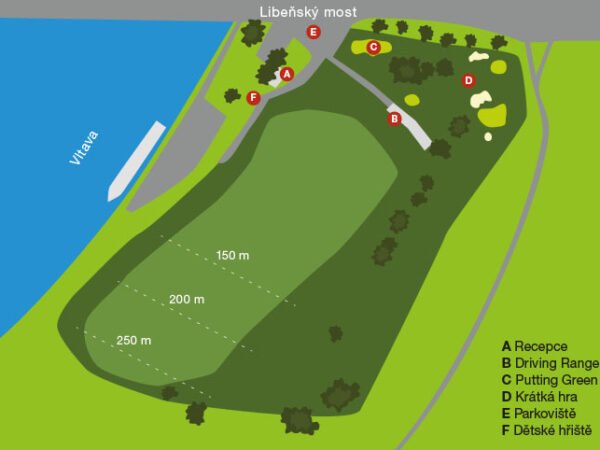 Libeňský most
E
C
A
D
F
B
Vltava
150 m
200 m
250 m
A Recepce
B Driving Range
C Putting Green
D Krátká hra
E Parkoviště
F Dětské hřiště